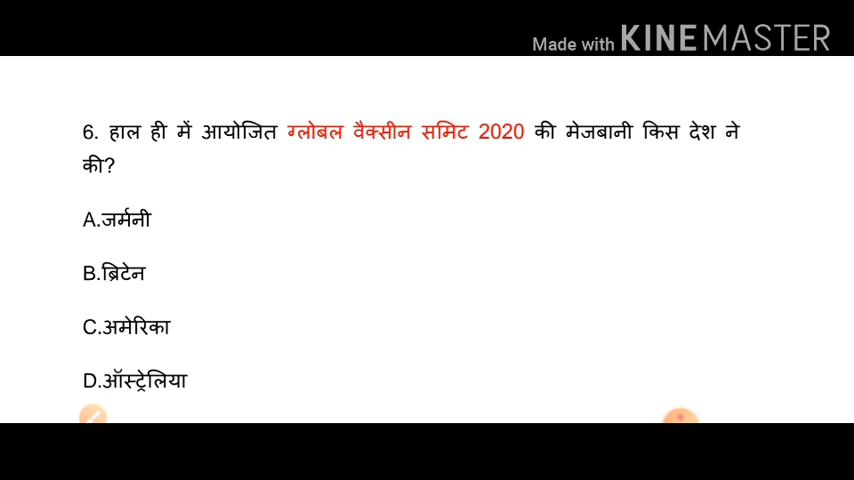 Made with KINEMASTER
6. हाल ही में आयोजित ग्लोबल वैक्सीन समिट 2020 की मेजबानी किस देश ने
की?
A.जर्मनी
B.ब्रिटेन
C.अमेरिका
D.ऑस्ट्रेलिया